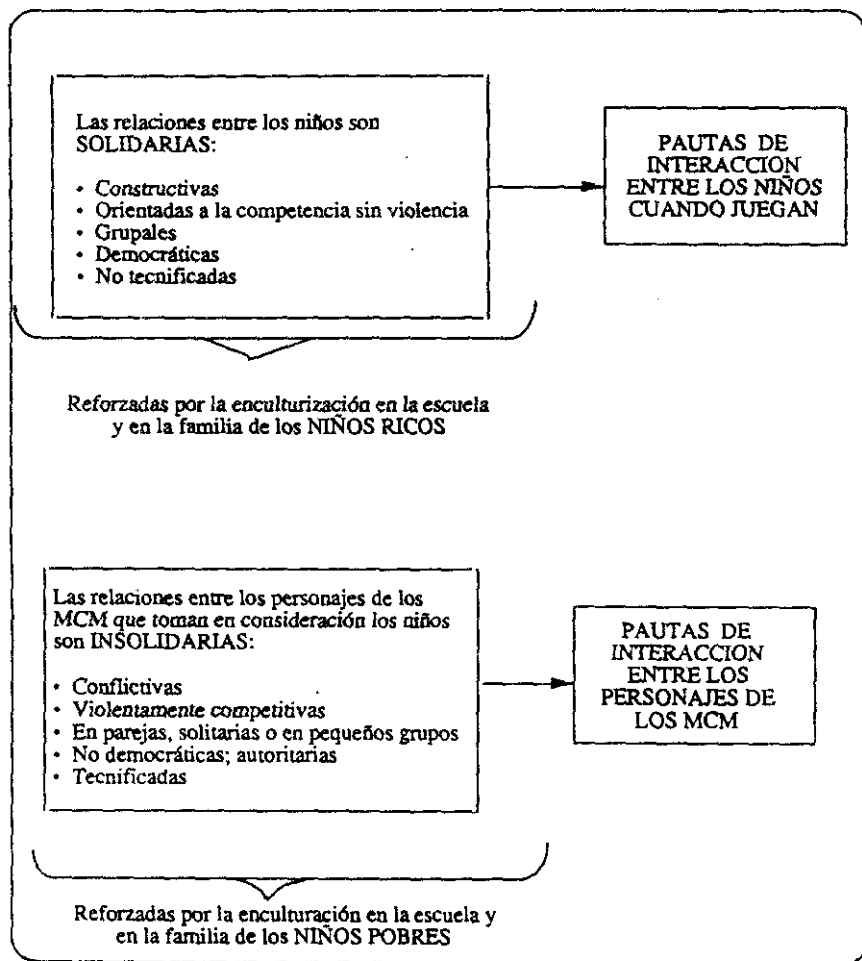 Las relaciones entre los niños son
SOLIDARIAS:
• Constructivas
• Orientadas a la competencia sin violencia
• Grupales
• Democráticas
• No tecnificadas
PAUTAS DE
INTERACCION
ENTRE LOS NIÑOS
CUANDO JUEGAN
Reforzadas por la enculturización en la escuela
y en la familia de los NIÑOS RICOS
Las relaciones entre los personajes de los
MCM que toman en consideración los niños
son INSOLIDARIAS:
• Conflictivas
• Violentamente competitivas
• En parejas, solitarias o en pequeños grupos
• No democráticas; autoritarias
• Tecnificadas
PAUTAS DE
INTERACCION
ENTRE LOS
PERSONAJES DE
LOS MCM
Reforzadas por la enculturación en la escuela y
en la familia de los NIÑOS POBRES